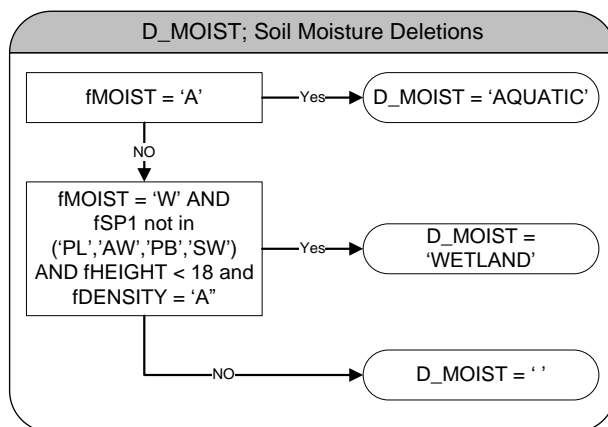 D_MOIST; Soil Moisture Deletions
fMOIST = ‘A’
Yes
D_MOIST = ‘AQUATIC’
NO
fMOIST = ‘W’ AND
fSP1 not in
(‘PL’,’AW’,’PB’,’SW’)
AND fHEIGHT < 18 and
fDENSITY = ‘A”
Yes
D_MOIST =
‘WETLAND’
NO
D_MOIST = ‘ ’